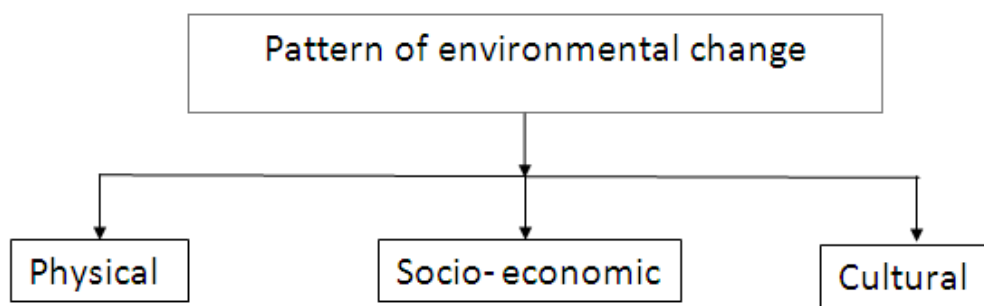 Pattern of environmental change
Physical
Socio- economic
Cultural